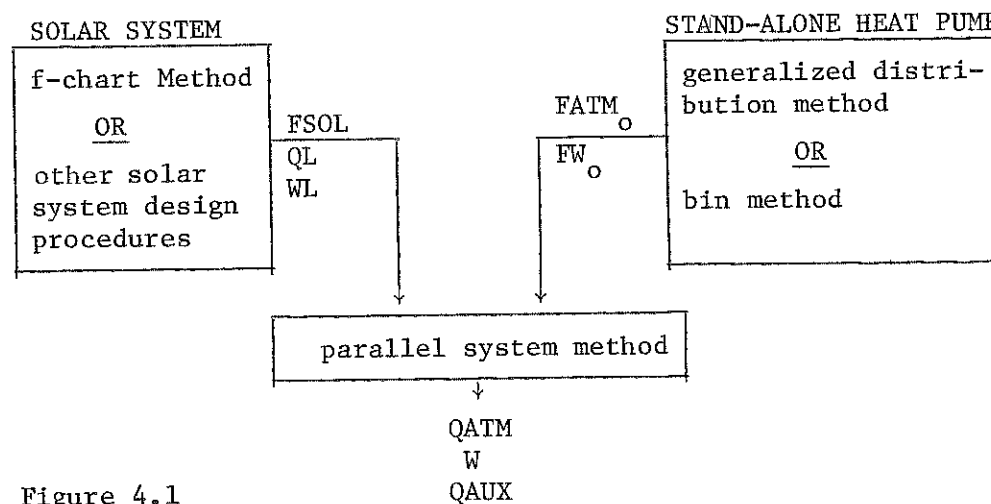 SOLAR SYSTEM
f-chart Method
OR
other solar
system design
procedures
FSOL
QL
WL
STAND-ALONE HEAT PUMP
generalized distri-
bution method
OR
bin method
FATMo
FWo
parallel system method
QATM
W
QAUX
Figure 4.1